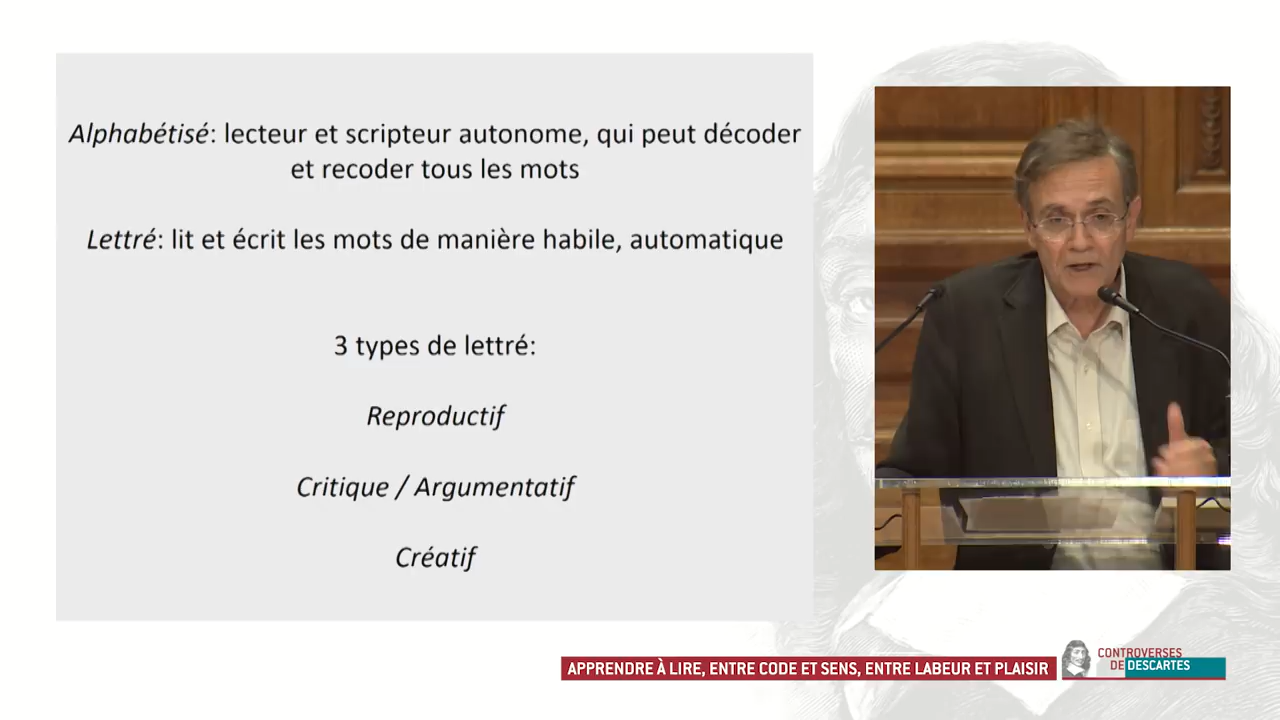 Alphabétisé: lecteur et scripteur autonome, qui peut décoder
et recoder tous les mots
Lettré: lit et écrit les mots de manière habile, automatique
3 types de lettré:
Reproductif
Critique / Argumentatif
Créatif
APPRENDRE À LIRE, ENTRE CODE ET SENS, ENTRE LABEUR ET PLAISIR
CONTROVERSES
DE DESCARTES